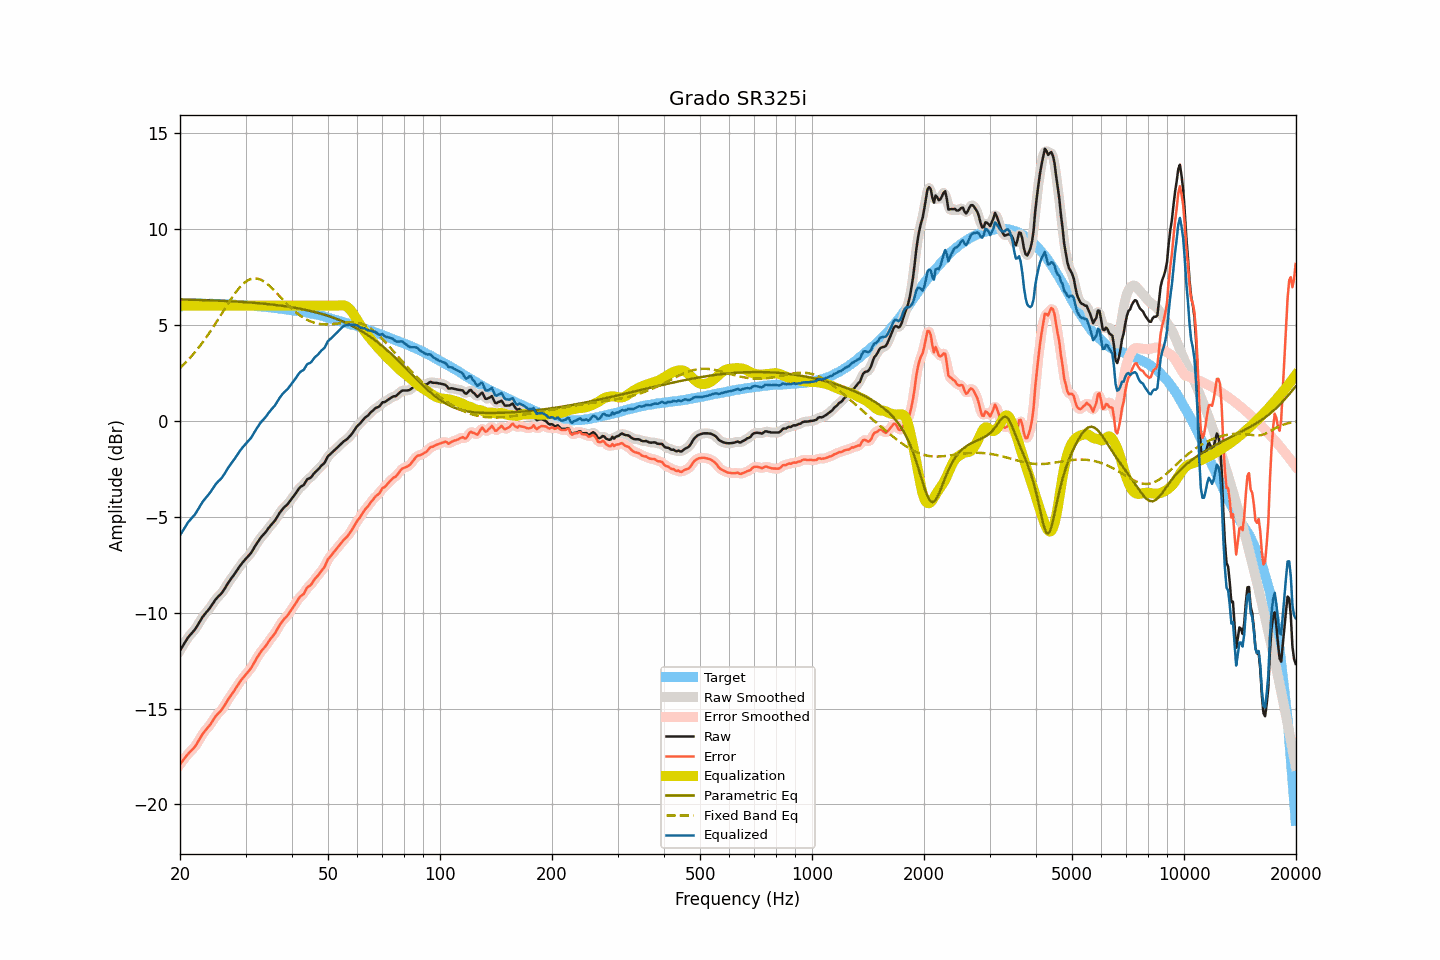 Grado SR325i
15
10
5
0
−5
−10
−15
−20
Amplitude (dBr)
Target
Raw Smoothed
Error Smoothed
Raw
Error
Equalization
Parametric Eq
Fixed Band Eq
Equalized
20 50 100 200 500 1000 2000 5000 10000 20000
Frequency (Hz)